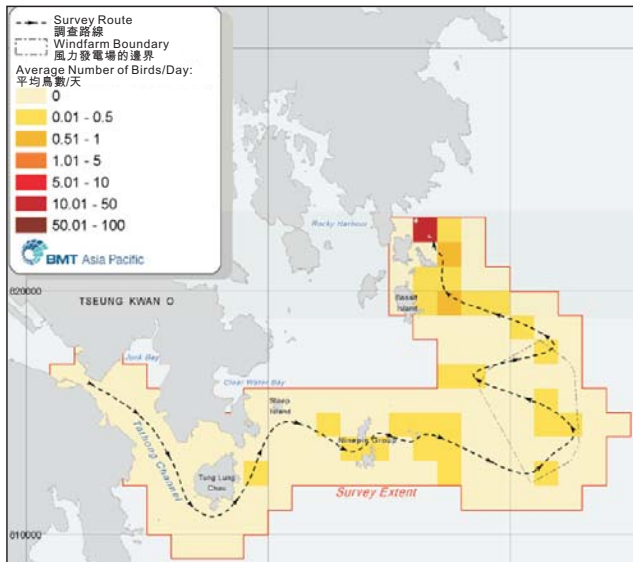 Survey Route
調查路線
Windfarm Boundary
風力發電場的邊界
Average Number of Birds/Day:
平均鳥數/天
0
0.01 - 0.5
0.51 - 1
1.01 - 5
5.01 - 10
10.01 - 50
50.01 - 100
BMT Asia Pacific
Rocky Harbour
820000
TSEUNG KWAN O
Basalt
Island
Junk Bay
Clear Water Bay
Steep
Island
Tathong Channel
Ninepin Group
Tung Lung
Chau
Survey Extent
810000